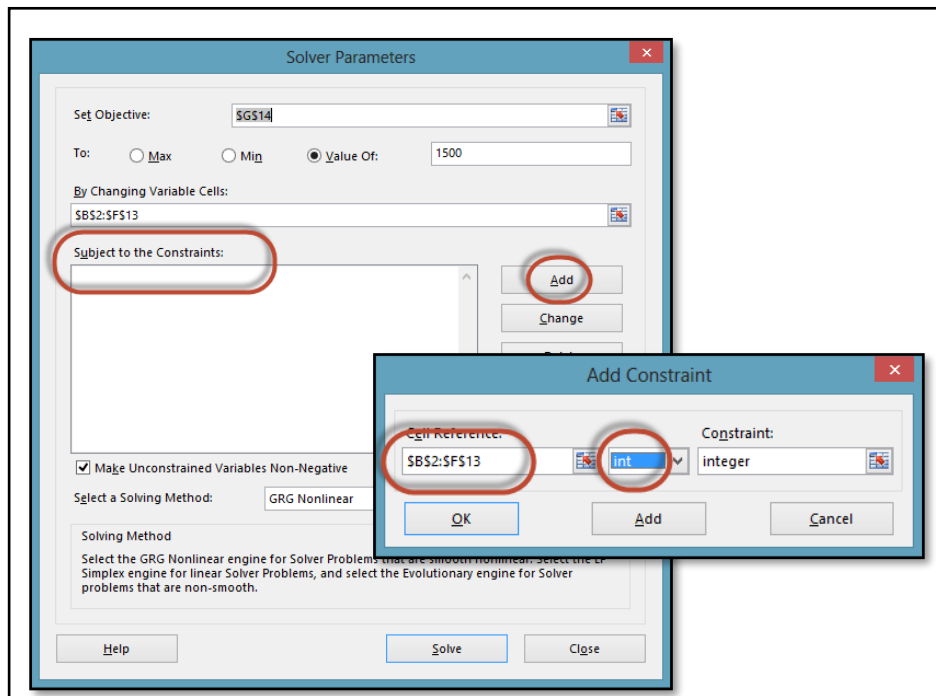 Solver Parameters
Set Objective:
$G$14
To:
Max
Min
Value Of:
1500
By Changing Variable Cells:
$B$2:$F$13
Subject to the Constraints:
Add
Change
Add Constraint
Cell Reference:
Constraint:
$B$2:$F$13
int
integer
OK
Add
Cancel
Make Unconstrained Variables Non-Negative
Select a Solving Method:
GRG Nonlinear
Solving Method
Select the GRG Nonlinear engine for Solver Problems that are smooth nonlinear. Select the LP
Simplex engine for linear Solver Problems, and select the Evolutionary engine for Solver
problems that are non-smooth.
Help
Solve
Close